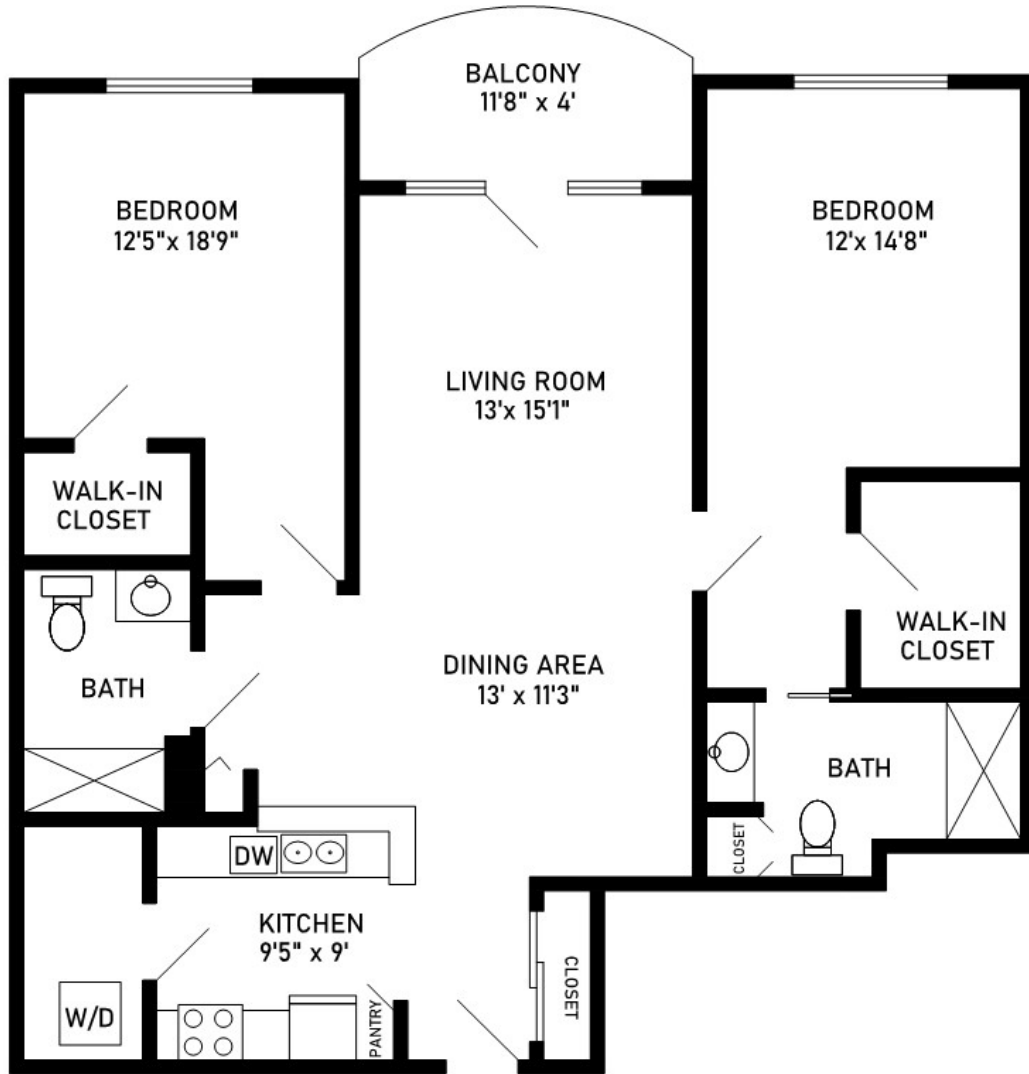 BALCONY
11'8" x 4'
BEDROOM
12'5"x 18'9"
BEDROOM
12'x 14'8"
LIVING ROOM
13'x 15'1"
WALK-IN
CLOSET
WALK-IN
CLOSET
BATH
DINING AREA
13' x 11'3"
BATH
CLOSET
DW
KITCHEN
9'5" x 9'
CLOSET
W/D
PANTRY